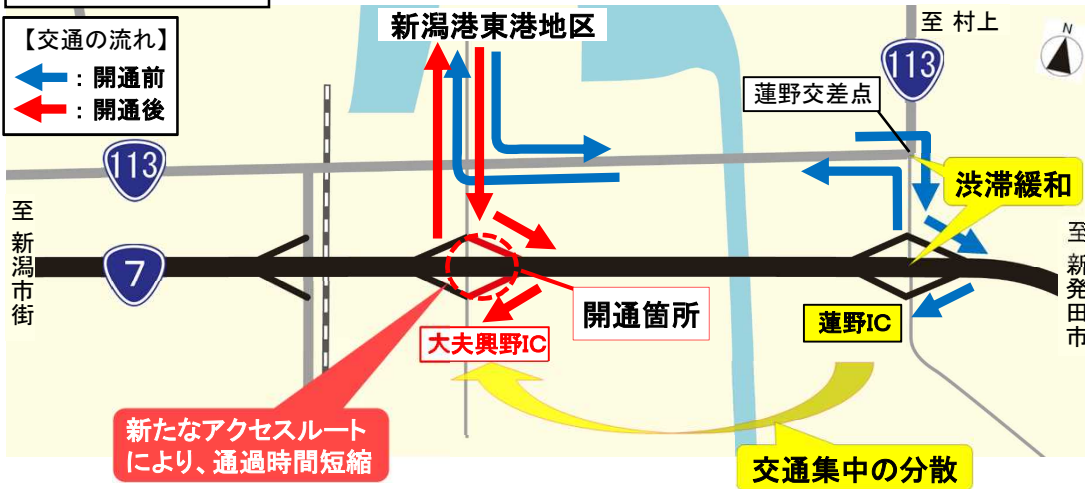 【交通の流れ】
：開通前
：開通後
新潟港東港地区
至 村上
N
113
蓮野交差点
113
渋滞緩和
至 新潟市街
7
至 新発田市
開通箇所
蓮野IC
大夫興野IC
新たなアクセスルート
により、通過時間短縮
交通集中の分散